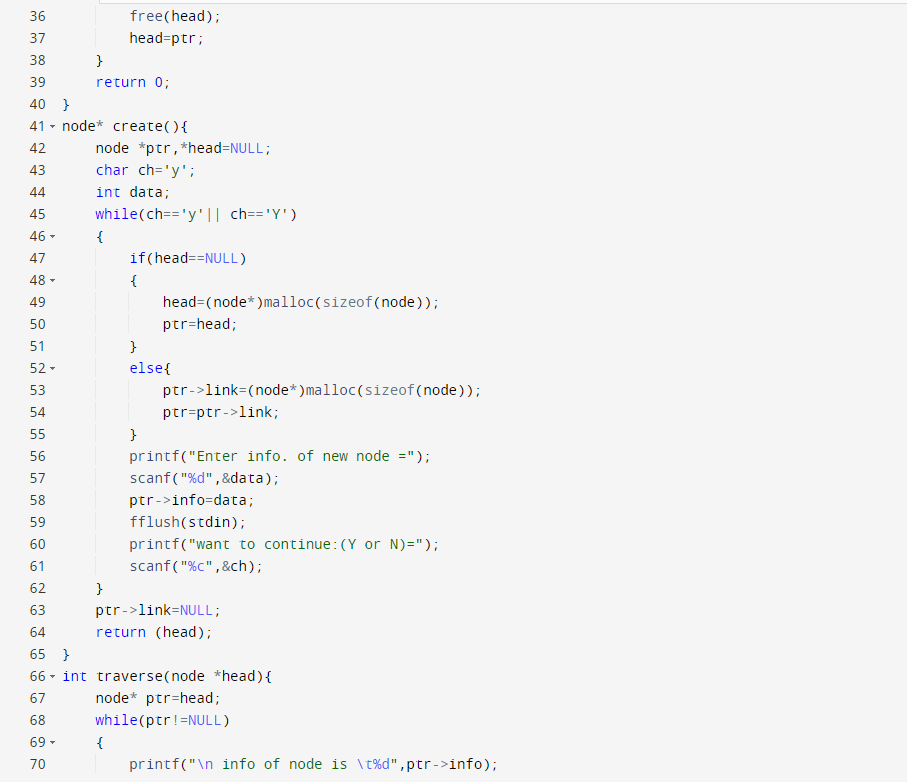 36 free(head);
37 head=ptr;
38 }
39 return 0;
40 }
41 node* create(){
42 node *ptr,*head=NULL;
43 char ch='y';
44 int data;
45 while(ch=='y'|| ch=='Y')
46 {
47 if(head==NULL)
48 {
49 head=(node*)malloc(sizeof(node));
50 ptr=head;
51 }
52 else{
53 ptr->link=(node*)malloc(sizeof(node));
54 ptr=ptr->link;
55 }
56 printf("Enter info. of new node =");
57 scanf("%d",&data);
58 ptr->info=data;
59 fflush(stdin);
60 printf("want to continue:(Y or N)=");
61 scanf("%c",&ch);
62 }
63 ptr->link=NULL;
64 return (head);
65 }
66 int traverse(node *head){
67 node* ptr=head;
68 while(ptr!=NULL)
69 {
70 printf("\n info of node is \t%d",ptr->info);